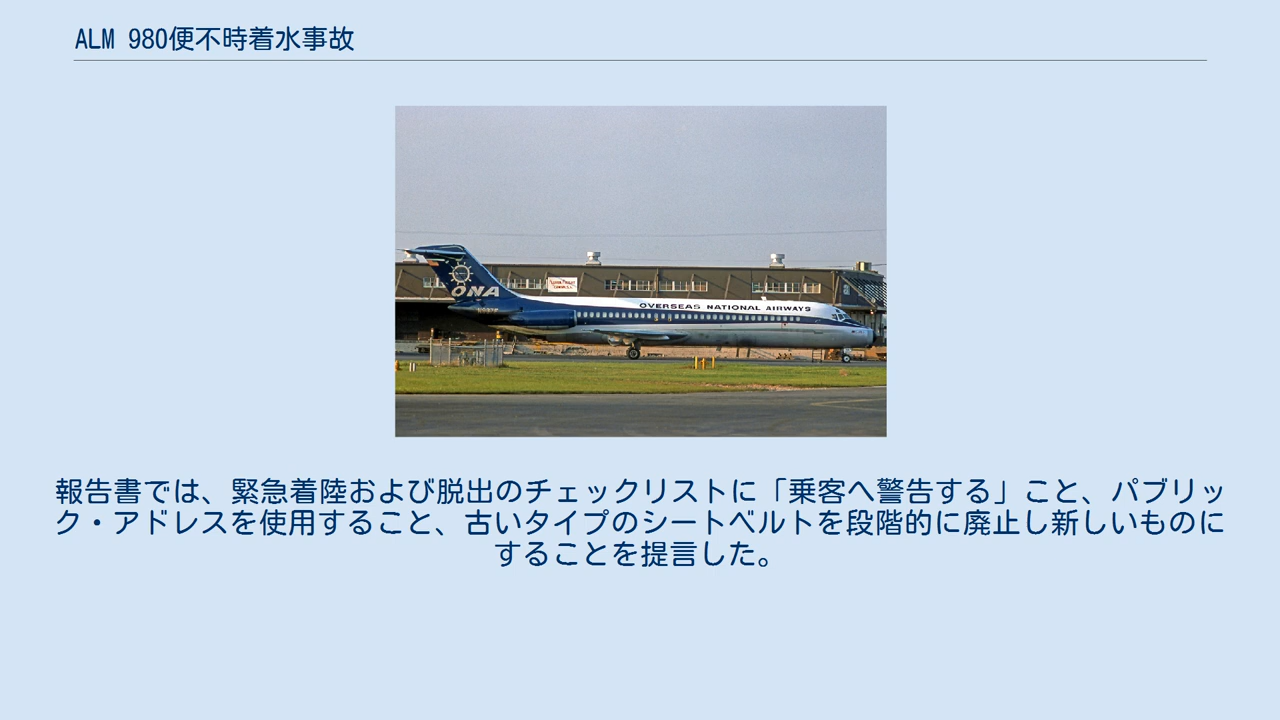 ALM 980便不時着水事故
ONA
OVERSEAS NATIONAL AIRWAYS
報告書では、緊急着陸および脱出のチェックリストに「乗客へ警告する」こと、パブリッ
ク・アドレスを使用すること、古いタイプのシートベルトを段階的に廃止し新しいものに
することを提言した。